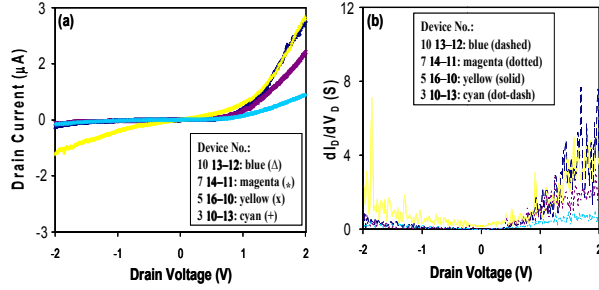 (a)
Drain Current (μA)
3
2
0
2
3
-2
-1
0
1
2
Drain Voltage (V)
Device No.:
10 13–12: blue (Δ)
7 14–11: magenta (*)
5 16–10: yellow (x)
3 10–13: cyan (+)
(b)
dI_D/dV_D (S)
12
8
4
0
-2
-1
0
1
2
Drain Voltage (V)
Device No.:
10 13–12: blue (dashed)
7 14–11: magenta (dotted)
5 16–10: yellow (solid)
3 10–13: cyan (dot-dash)